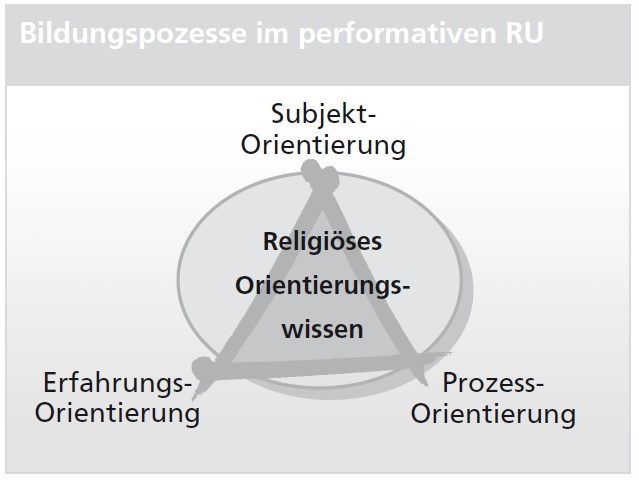 Bildungspozesse im performativen RU
Subjekt-
Orientierung
Religiöses
Orientierungs-
wissen
Erfahrungs-
Orientierung
Prozess-
Orientierung